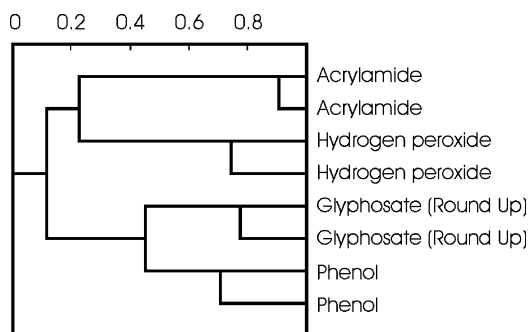 0 0.2 0.4 0.6 0.8
Acrylamide
Acrylamide
Hydrogen peroxide
Hydrogen peroxide
Glyphosate (Round Up)
Glyphosate (Round Up)
Phenol
Phenol